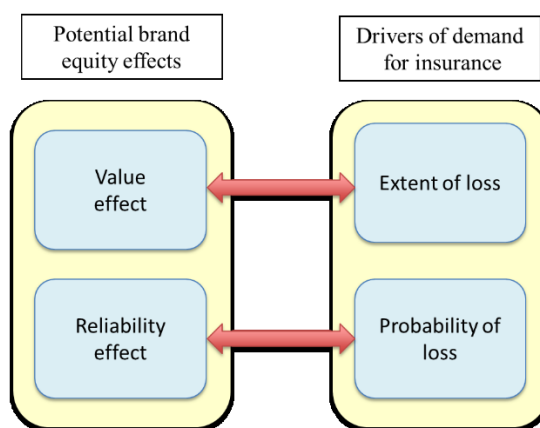 Potential brand
equity effects
Drivers of demand
for insurance
Value
effect
Extent of loss
Reliability
effect
Probability of
loss